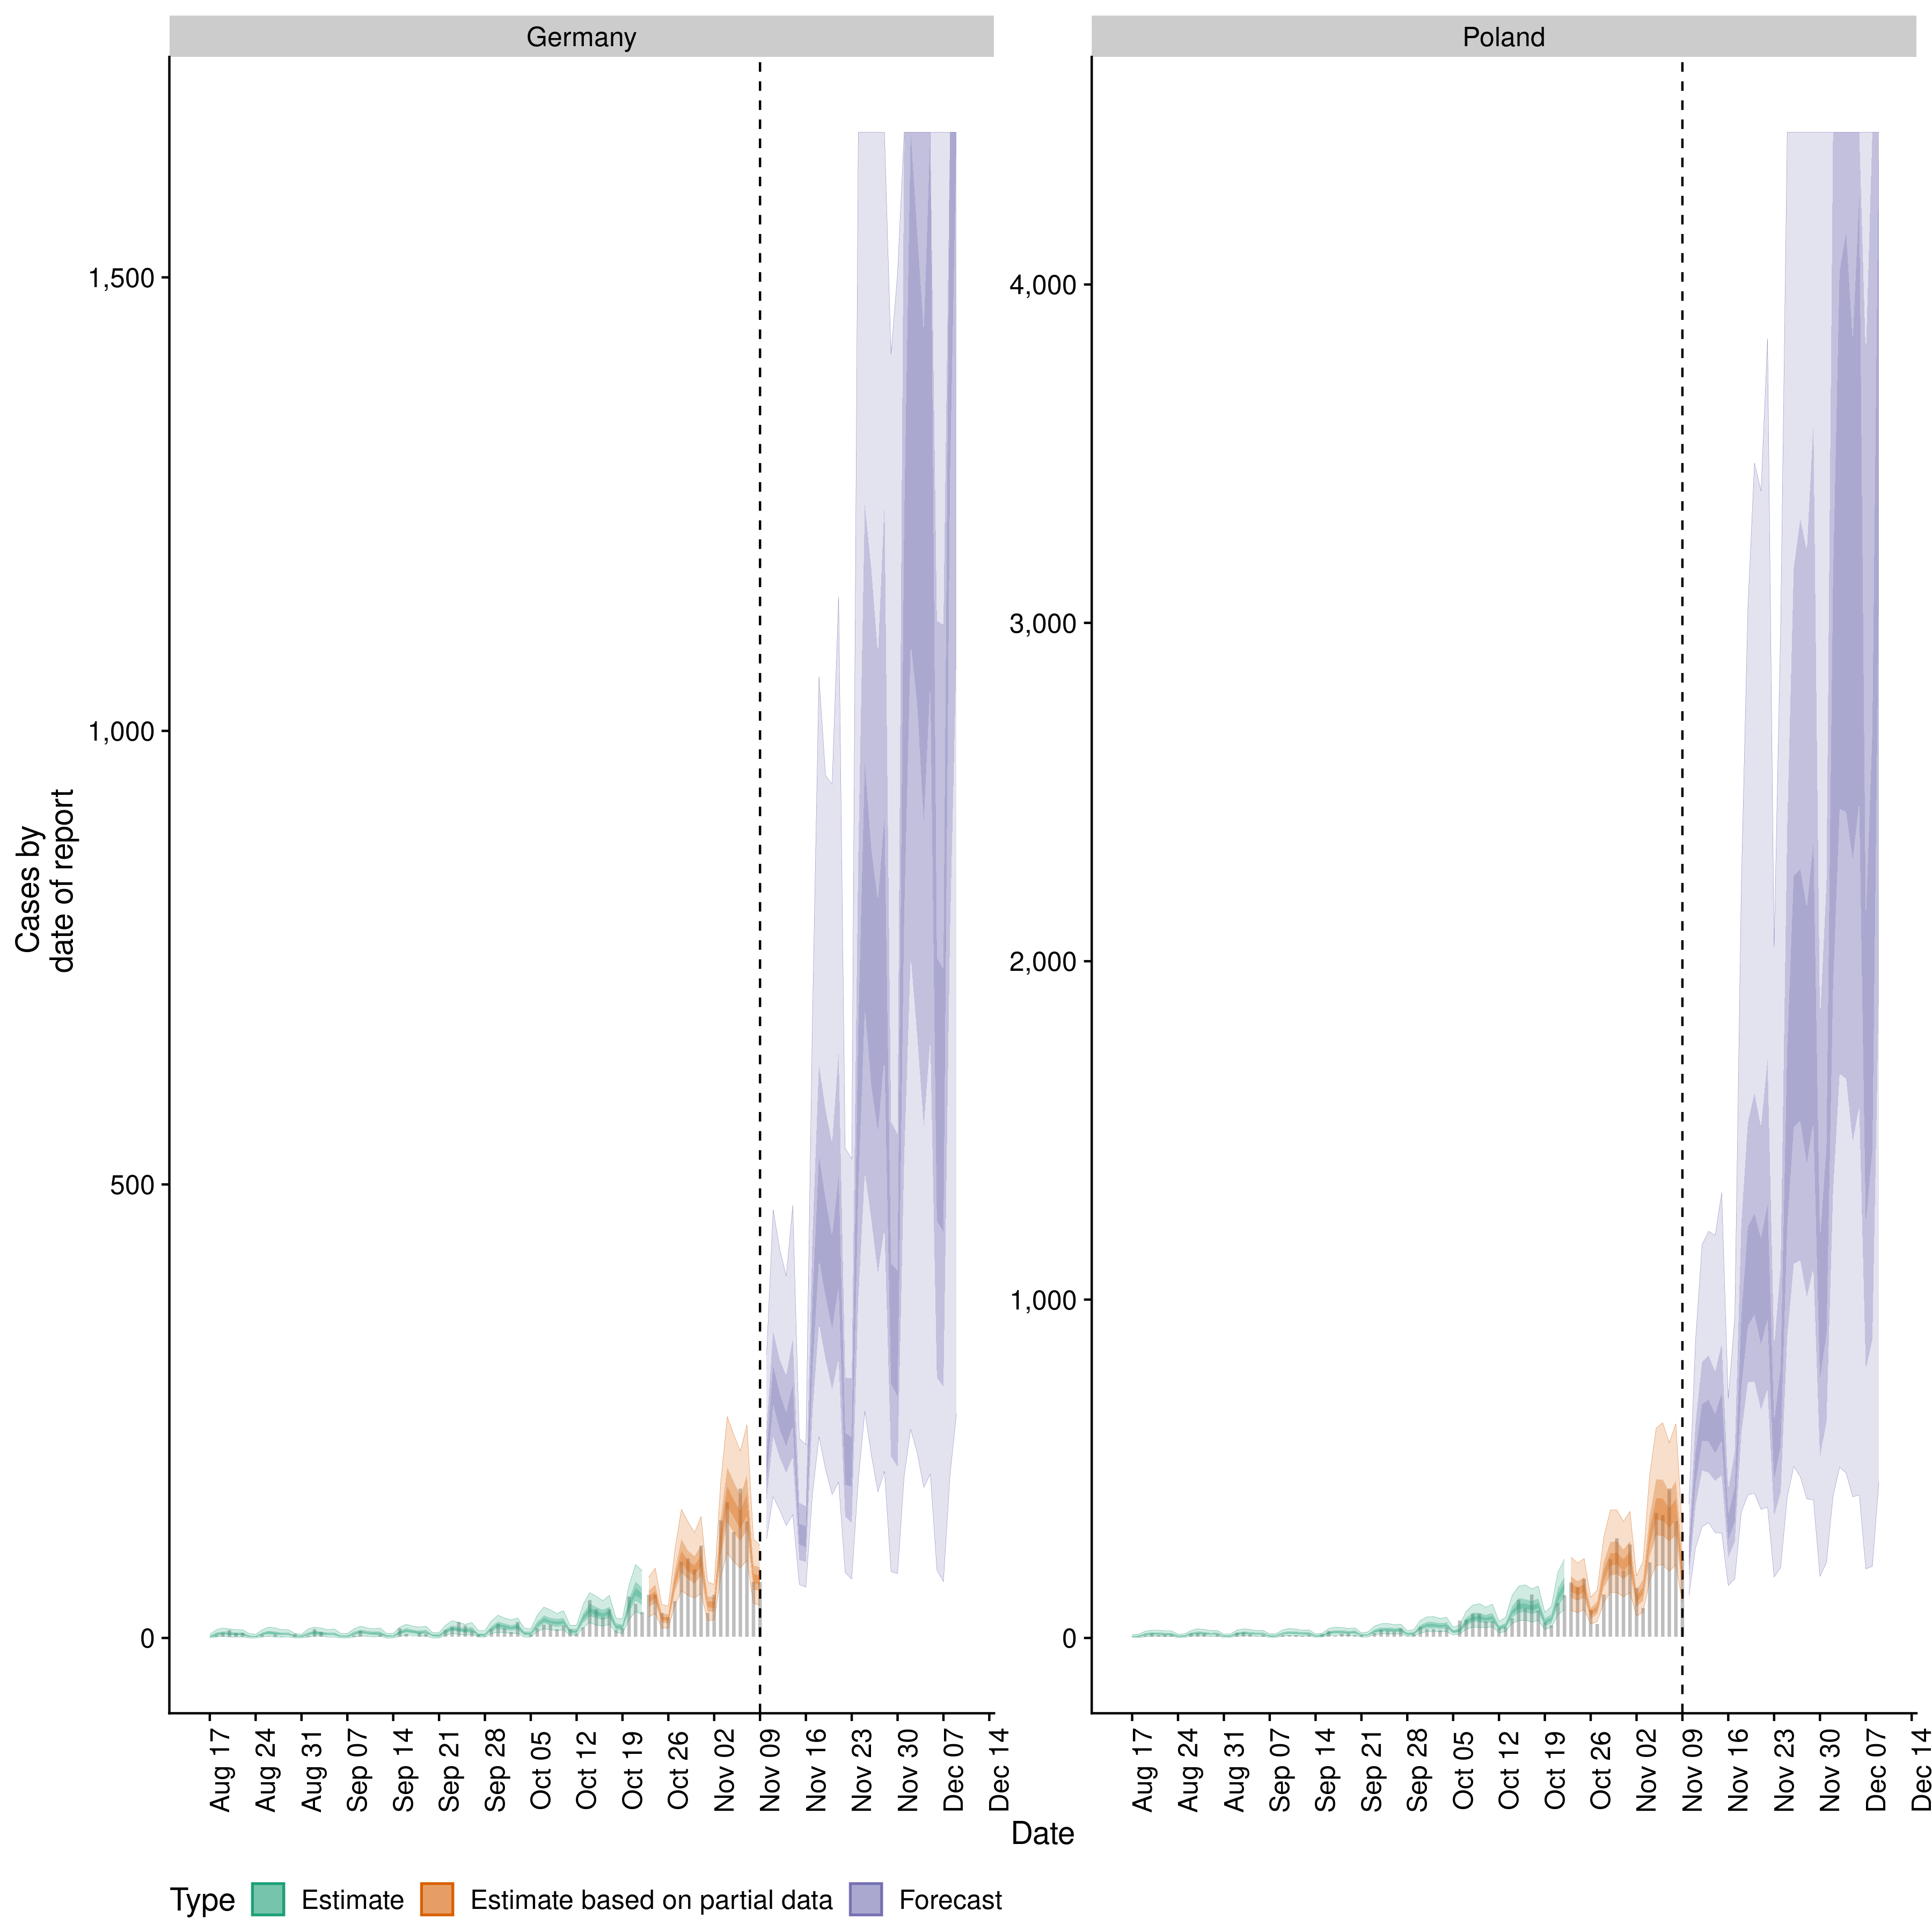 Germany
Poland
Cases by
date of report
1,500
1,000
500
0
4,000
3,000
2,000
1,000
0
Aug 17
Aug 24
Aug 31
Sep 07
Sep 14
Sep 21
Sep 28
Oct 05
Oct 12
Oct 19
Oct 26
Nov 02
Nov 09
Nov 16
Nov 23
Nov 30
Dec 07
Dec 14
Aug 17
Aug 24
Aug 31
Sep 07
Sep 14
Sep 21
Sep 28
Oct 05
Oct 12
Oct 19
Oct 26
Nov 02
Nov 09
Nov 16
Nov 23
Nov 30
Dec 07
Dec 14
Date
Type Estimate Estimate based on partial data Forecast